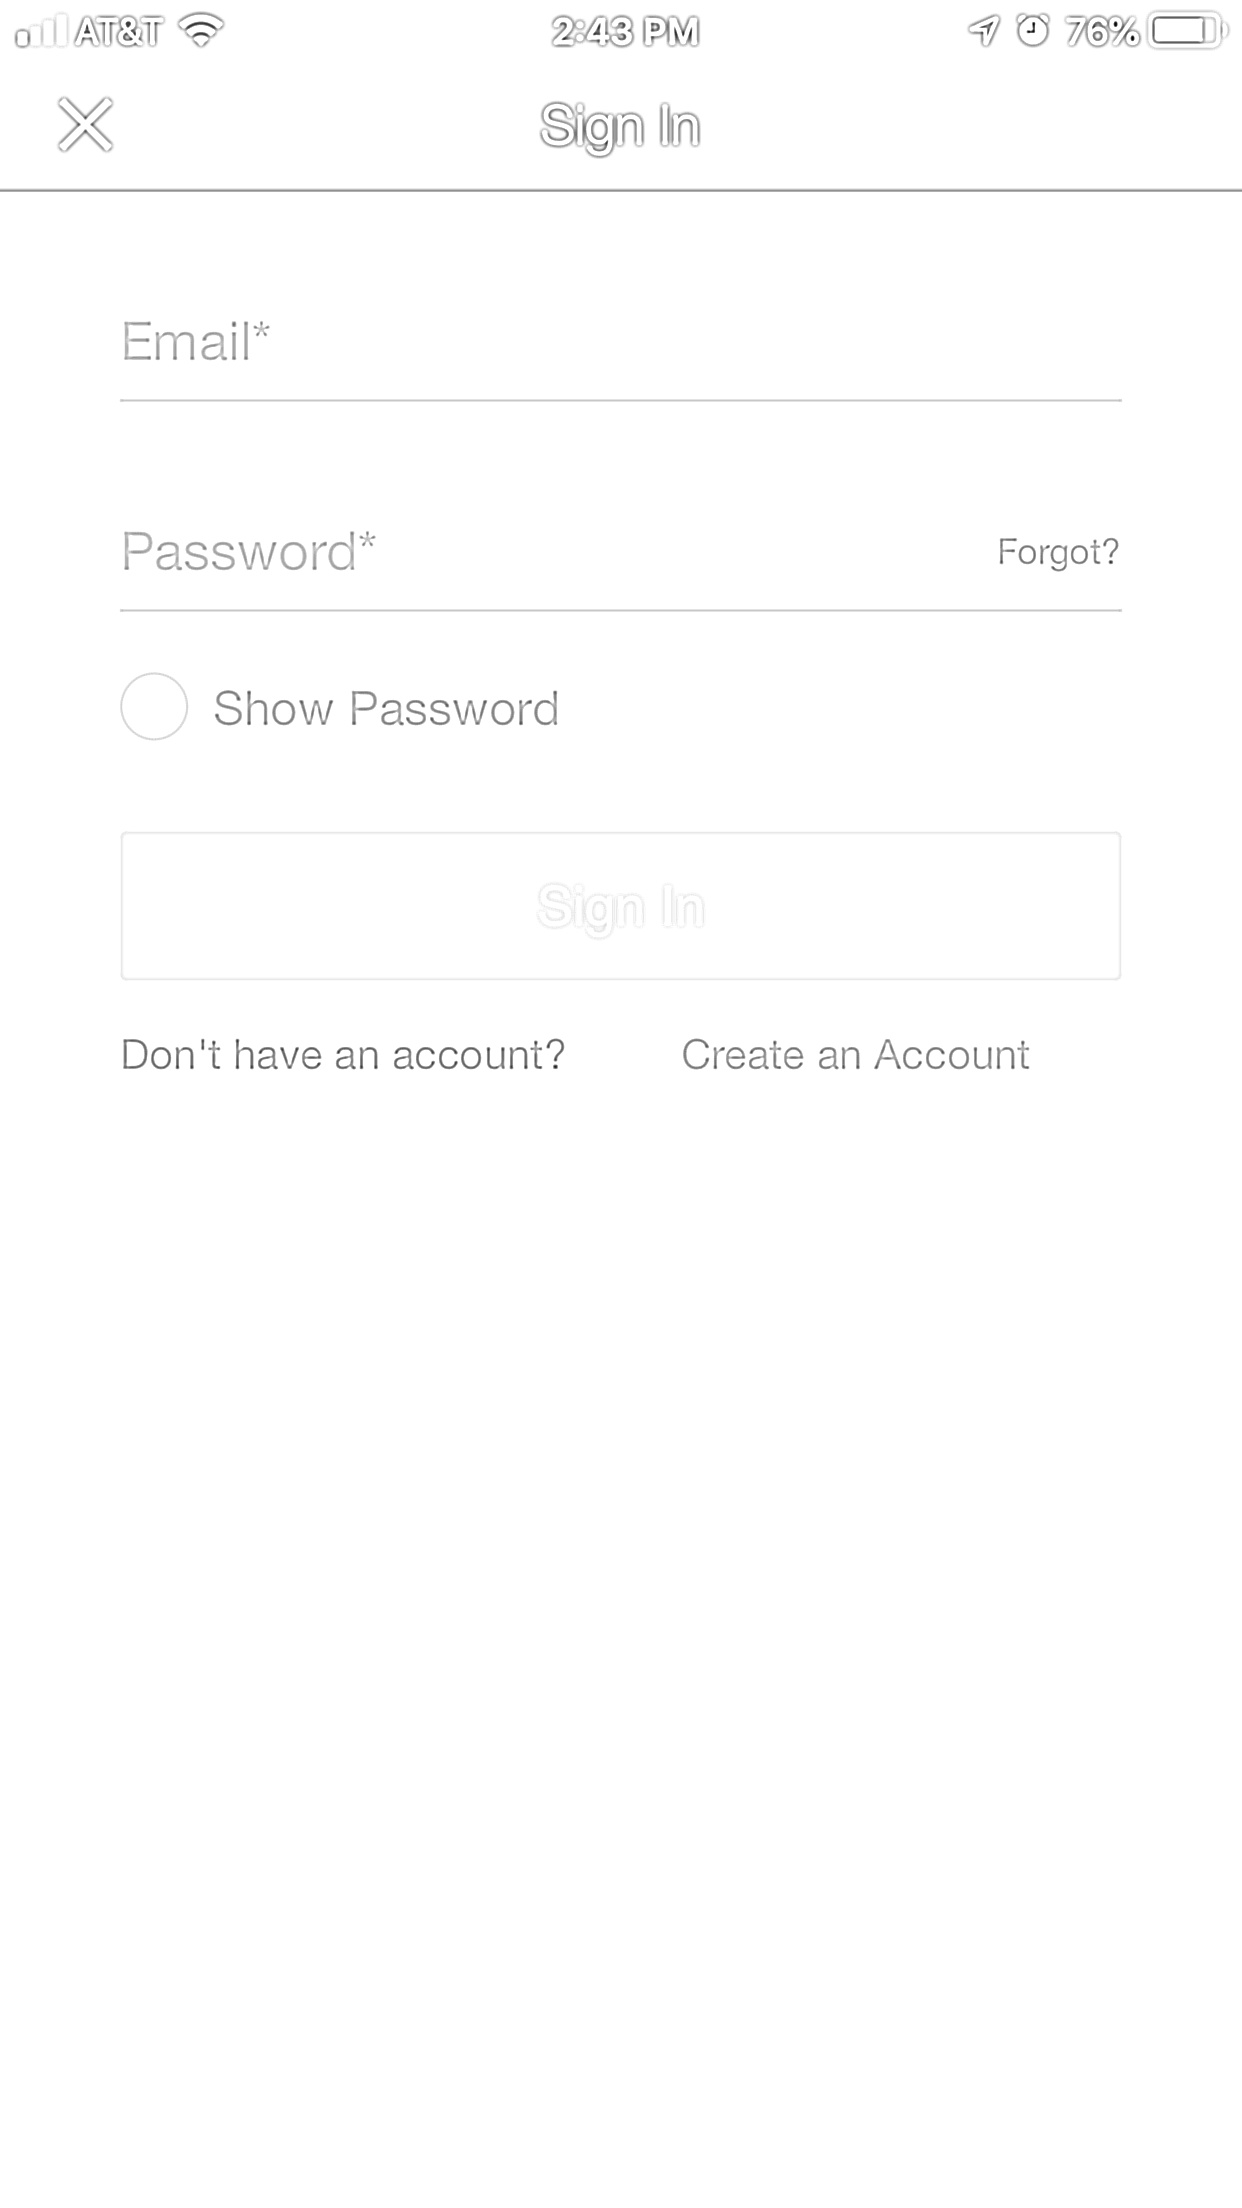 AT&T 2:43 PM 76%
Sign In
Email*
Password* Forgot?
Show Password
Sign In
Don't have an account? Create an Account